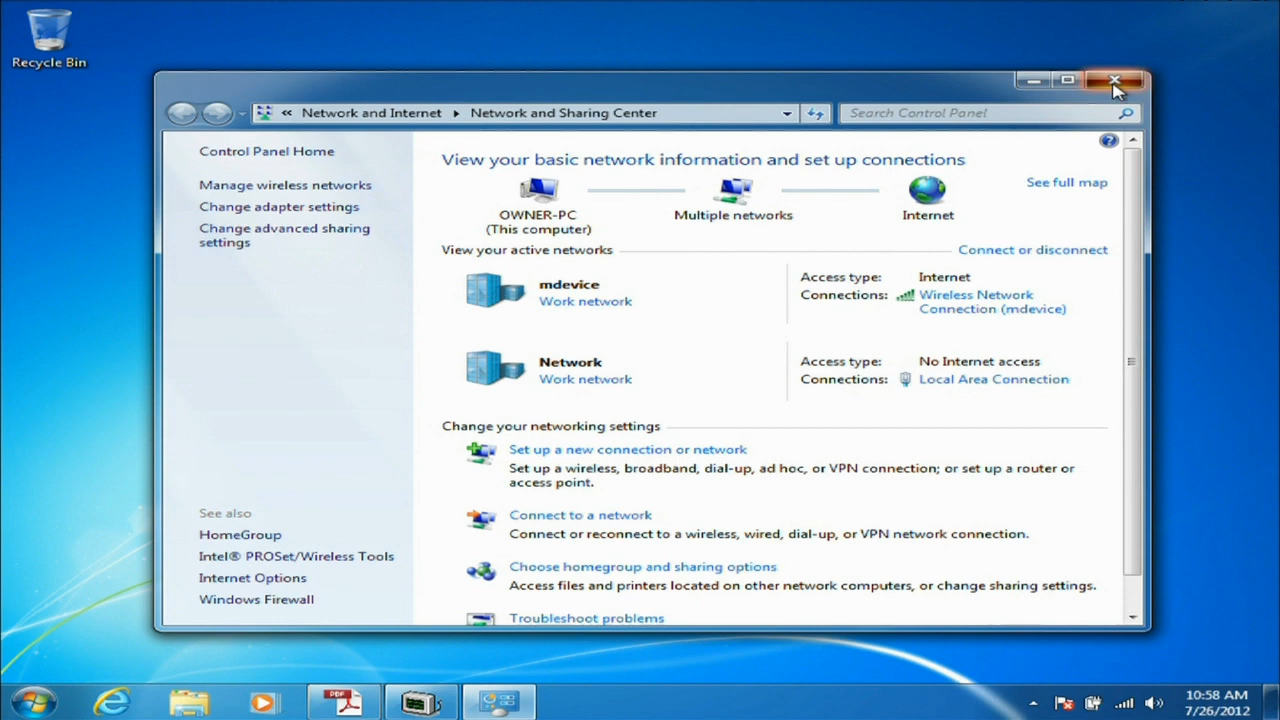 Recycle Bin
« Network and Internet ▸ Network and Sharing Center
Search Control Panel
Control Panel Home
Manage wireless networks
Change adapter settings
Change advanced sharing
settings
See also
HomeGroup
Intel® PROSet/Wireless Tools
Internet Options
Windows Firewall
View your basic network information and set up connections
See full map
OWNER-PC
(This computer)
Multiple networks
Internet
View your active networks
Connect or disconnect
mdevice
Work network
Access type: Internet
Connections: Wireless Network
Connection (mdevice)
Network
Work network
Access type: No Internet access
Connections: Local Area Connection
Change your networking settings
Set up a new connection or network
Set up a wireless, broadband, dial-up, ad hoc, or VPN connection; or set up a router or
access point.
Connect to a network
Connect or reconnect to a wireless, wired, dial-up, or VPN network connection.
Choose homegroup and sharing options
Access files and printers located on other network computers, or change sharing settings.
Troubleshoot problems
PDF
10:58 AM
7/26/2012